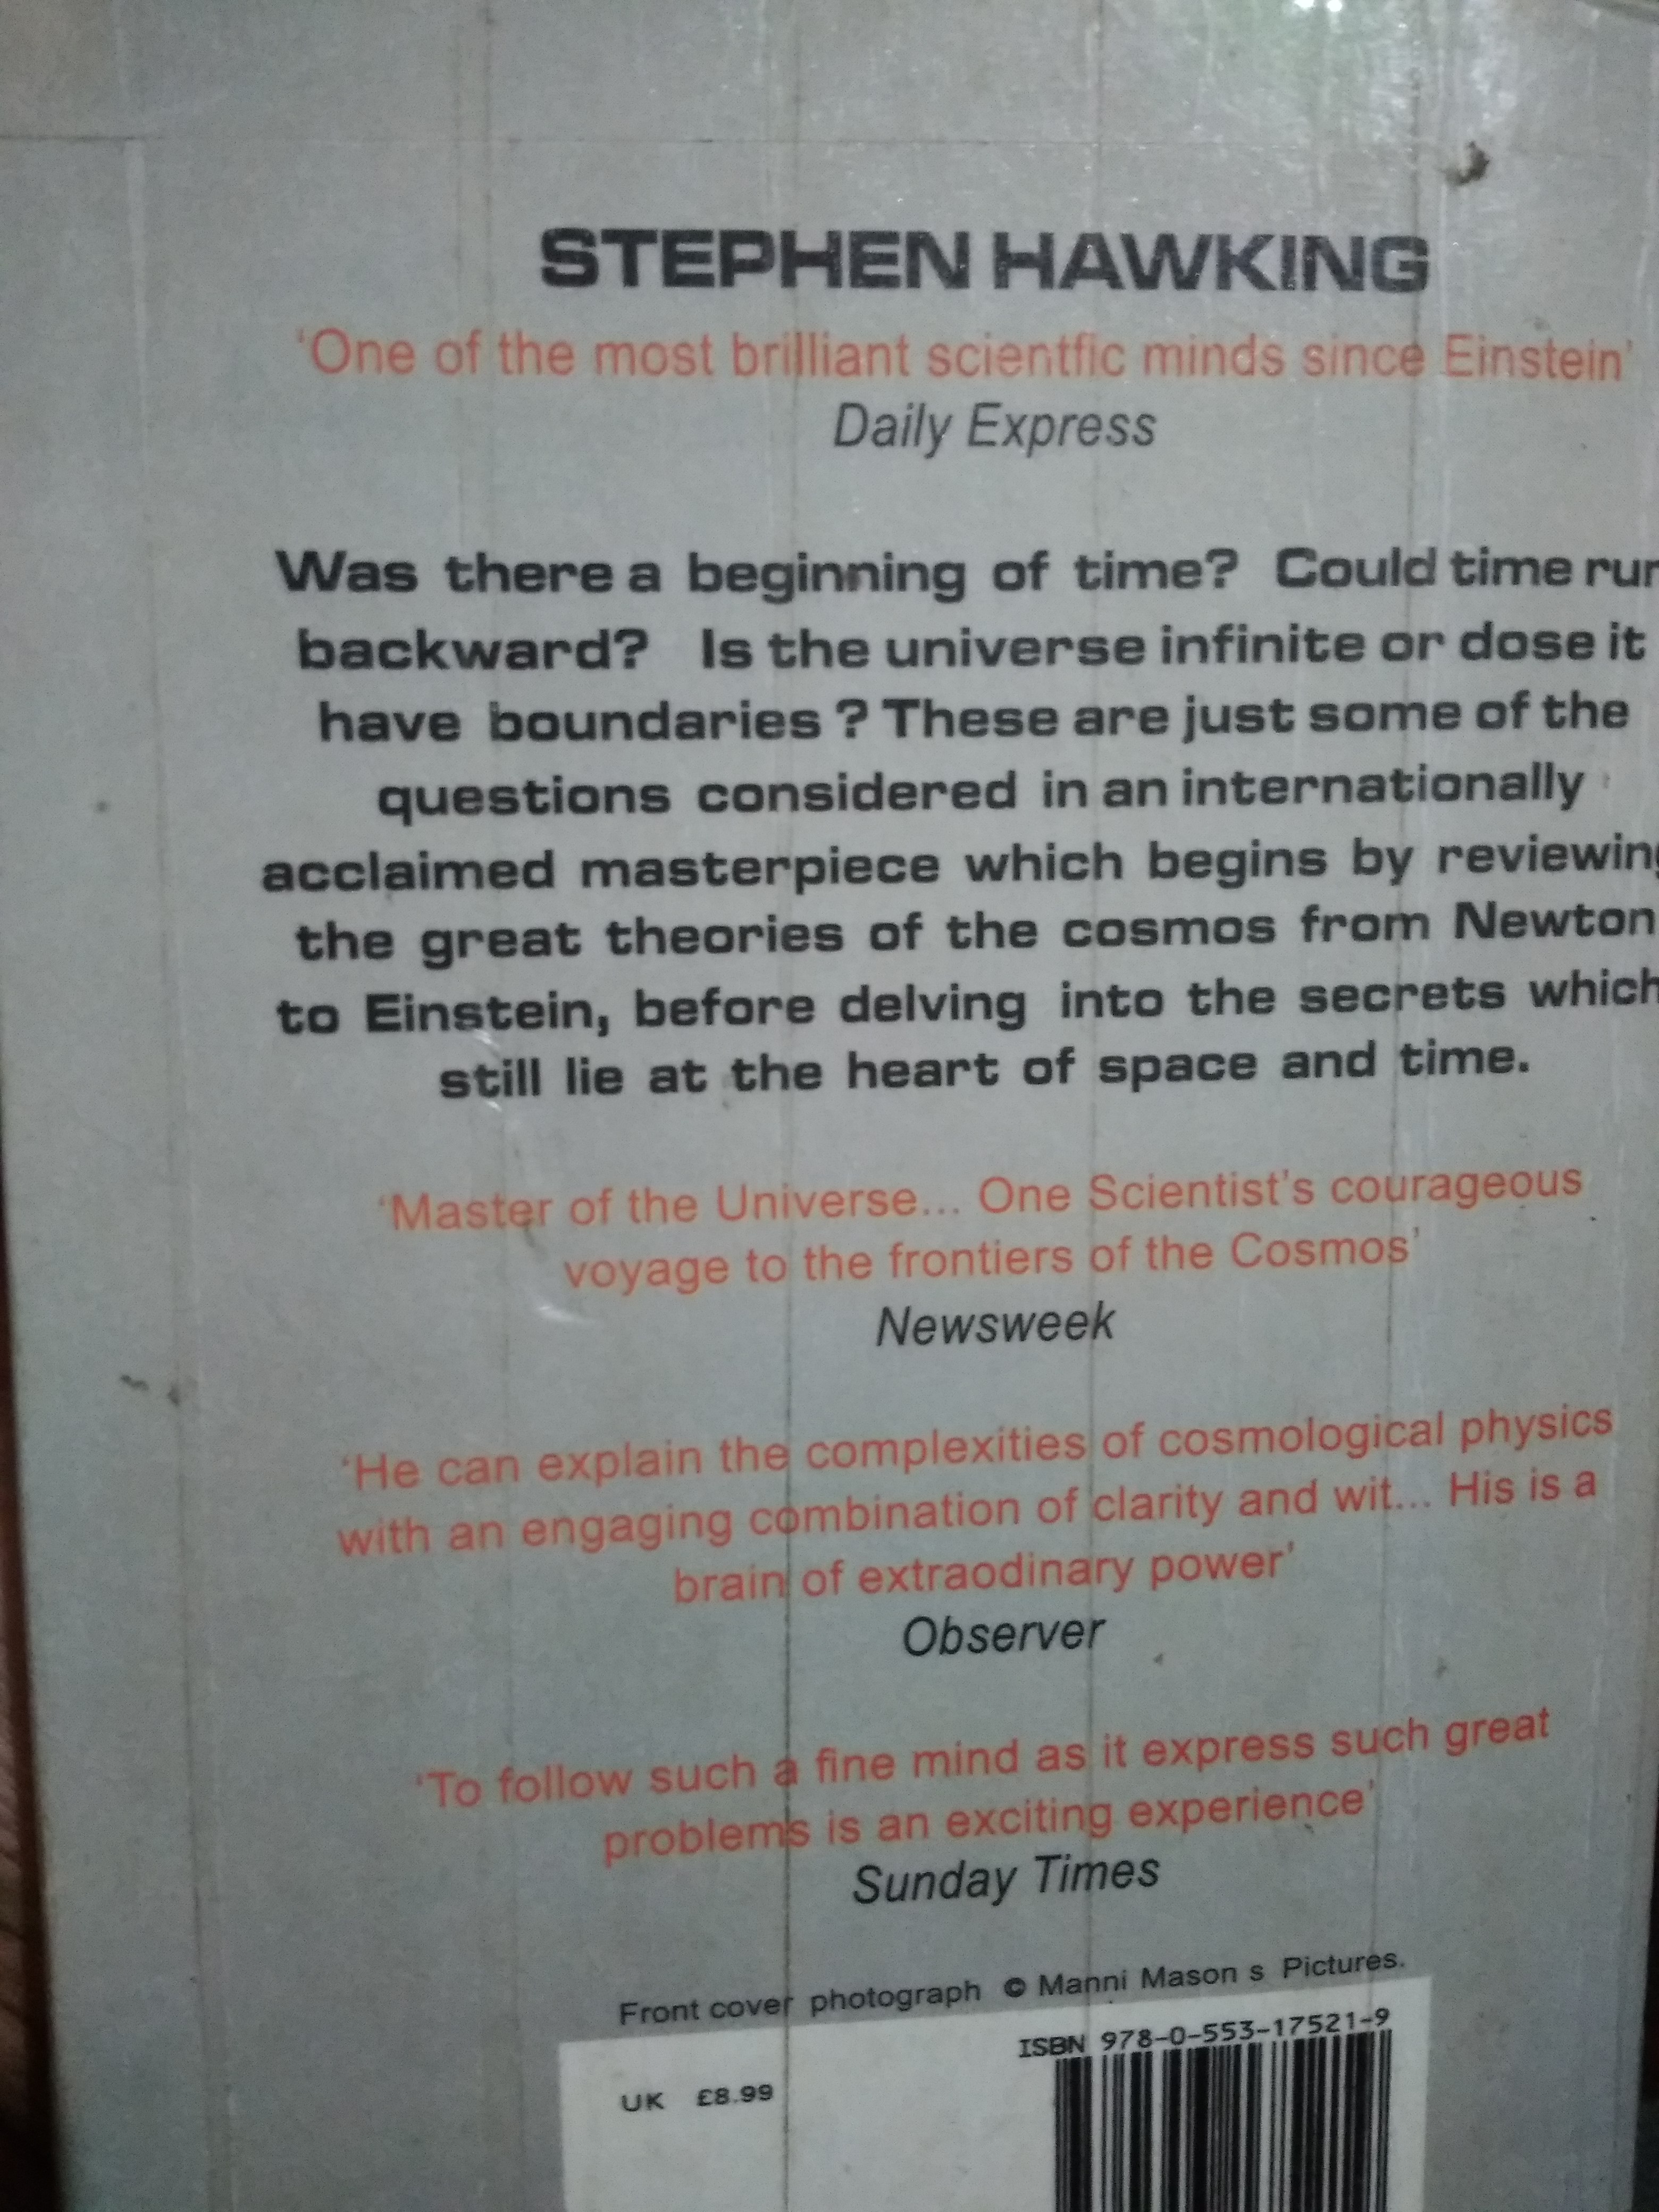 STEPHEN HAWKING
'One of the most brilliant scientfic minds since Einstein'
Daily Express
Was there a beginning of time? Could time run
backward? Is the universe infinite or dose it
have boundaries ? These are just some of the
questions considered in an internationally
acclaimed masterpiece which begins by reviewing
the great theories of the cosmos from Newton
to Einstein, before delving into the secrets which
still lie at the heart of space and time.
'Master of the Universe... One Scientist's courageous
voyage to the frontiers of the Cosmos'
Newsweek
'He can explain the complexities of cosmological physics
with an engaging combination of clarity and wit... His is a
brain of extraodinary power'
Observer
'To follow such a fine mind as it express such great
problems is an exciting experience'
Sunday Times
Front cover photograph © Manni Mason s Pictures.
ISBN 978-0-553-17521-9
UK £8.99